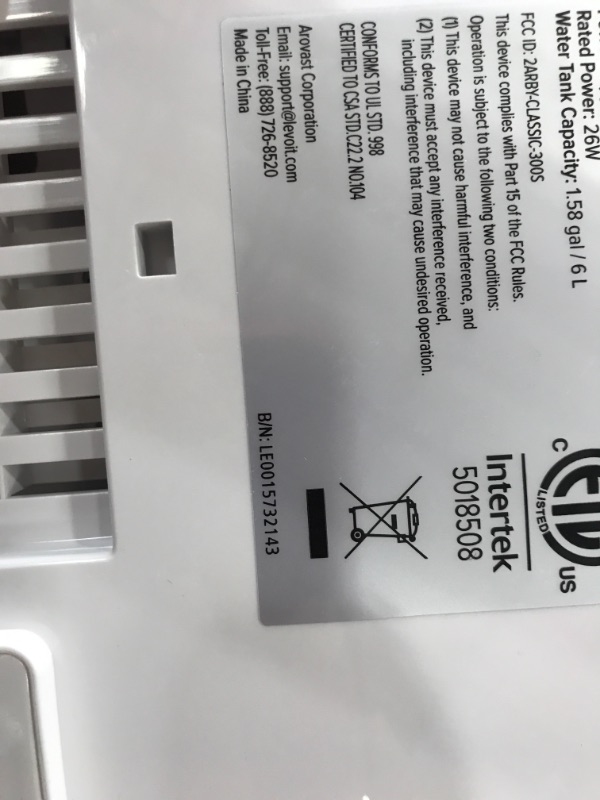 Rated Power: 26W
Water Tank Capacity: 1.58 gal / 6 L
FCC ID: 2ARBY-CLASSIC-300S
This device complies with Part 15 of the FCC Rules.
Operation is subject to the following two conditions:
(1) This device may not cause harmful interference, and
(2) This device must accept any interference received,
including interference that may cause undesired operation.
CONFORMS TO UL STD. 998
CERTIFIED TO CSA STD.C22.2 NO.104
Arovast Corporation
Email: support@levoit.com
Toll-Free: (888) 726-8520
Made in China
C ETL US
LISTED
Intertek
5018508
B/N: LE0015732143